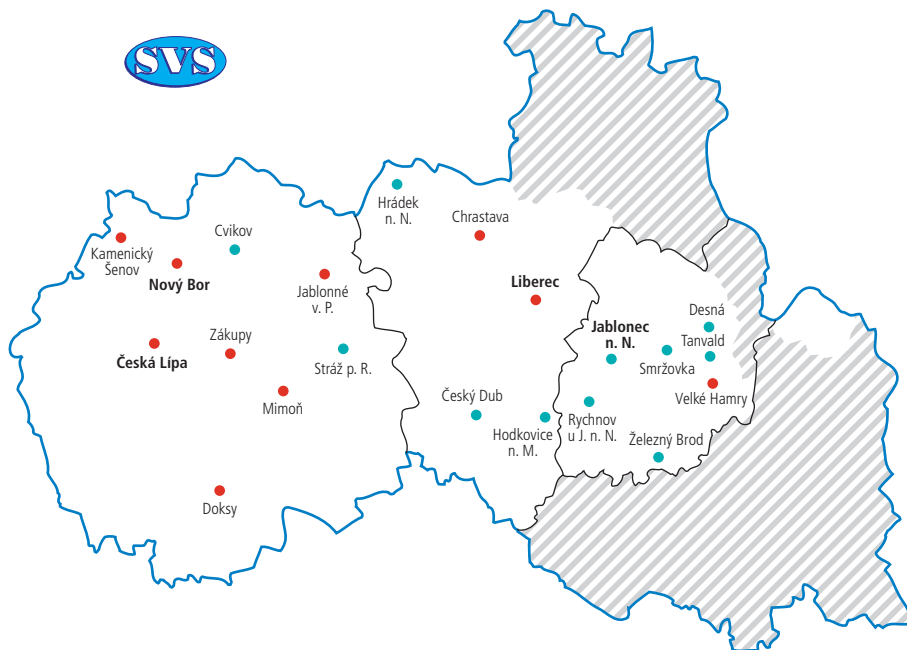 SVS
Hrádek
n. N.
Chrastava
Cvikov
Kamenický
Šenov
Nový Bor
Jablonné
v. P.
Liberec
Desná
Jablonec
n. N.
Tanvald
Zákupy
Česká Lípa
Stráž p. R.
Smržovka
Mimoň
Český Dub
Velké Hamry
Rychnov
u J. n. N.
Hodkovice
n. M.
Železný Brod
Doksy